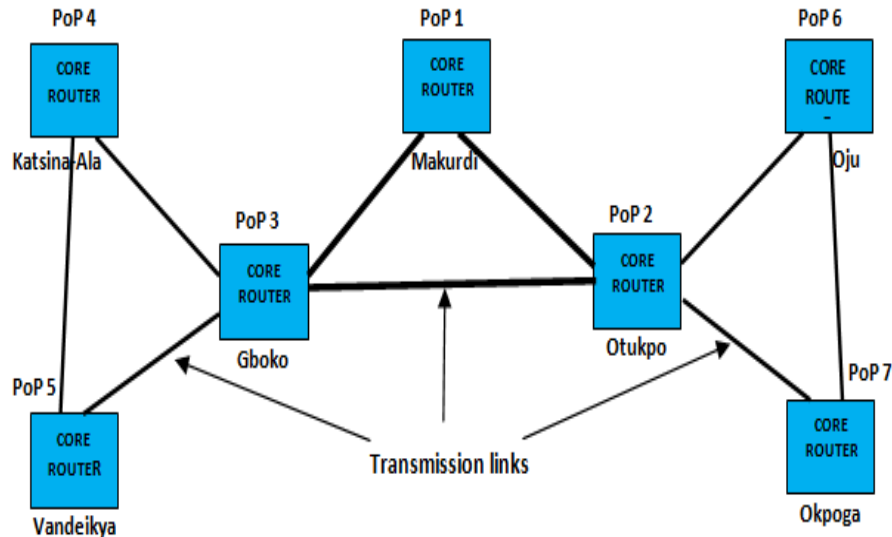 PoP 4
PoP 1
PoP 6
CORE
ROUTER
CORE
ROUTER
CORE
ROUTE
Katsina-Ala
Makurdi
Oju
PoP 3
PoP 2
CORE
ROUTER
CORE
ROUTER
Gboko
Otukpo
PoP 5
PoP 7
CORE
ROUTER
Transmission links
CORE
ROUTER
Vandeikya
Okpoga